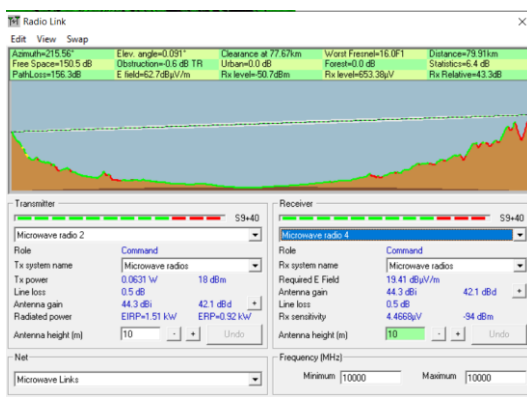 Radio Link
Edit View Swap
Azimuth=215.56° Elev. angle=0.091° Clearance at 77.67km Worst Fresnel=16.0F1 Distance=79.91km
Free Space=150.5 dB Obstruction=-0.6 dB TR Urban=0.0 dB Forest=0.0 dB Statistics=6.4 dB
PathLoss=156.3dB E field=62.7dBµV/m Rx level=-50.7dBm Rx level=653.38µV Rx Relative=43.3dB
Transmitter
S9+40
Microwave radio 2
Role Command
Tx system name Microwave radios
Tx power 0.0631 W 18 dBm
Line loss 0.5 dB
Antenna gain 44.3 dBi 42.1 dBd +
Radiated power EIRP=1.51 kW ERP=0.92 kW
Antenna height (m) 10 - + Undo
Net
Microwave Links
Receiver
S9+40
Microwave radio 4
Role Command
Rx system name Microwave radios
Required E Field 19.41 dBµV/m
Antenna gain 44.3 dBi 42.1 dBd +
Line loss 0.5 dB
Rx sensitivity 4.4668µV -94 dBm
Antenna height (m) 10 - + Undo
Frequency (MHz)
Minimum 10000 Maximum 10000